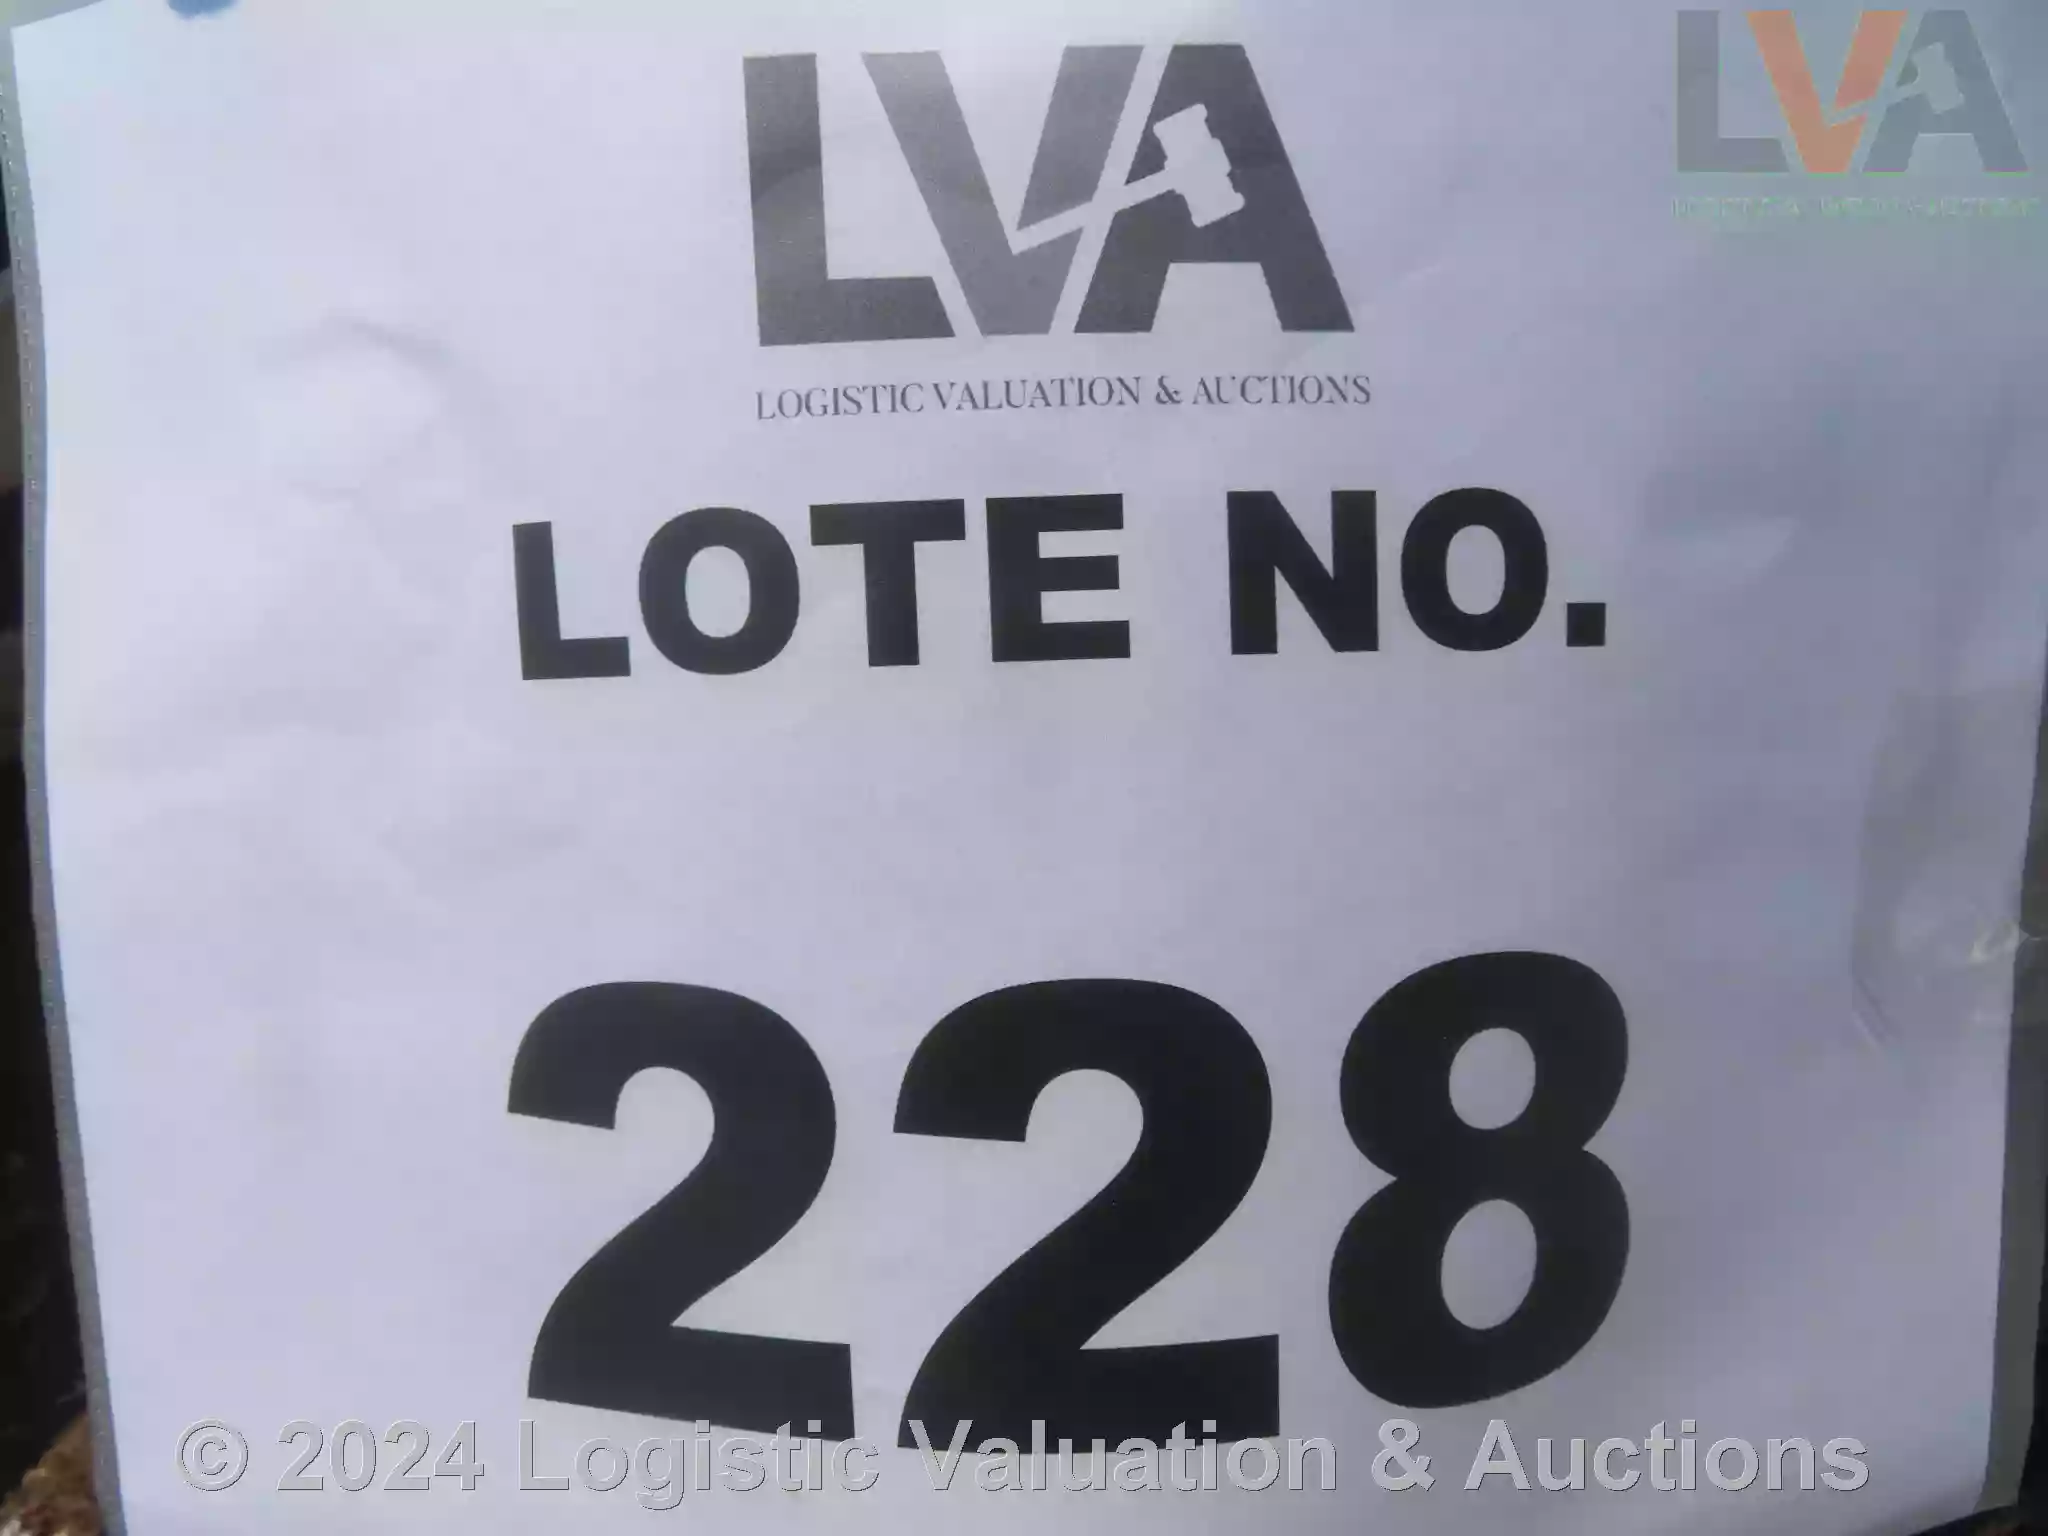 LVA
LVA
LOGISTIC VALUATION & AUCTIONS
LOTE NO.
228
© 2024 Logistic Valuation & Auctions